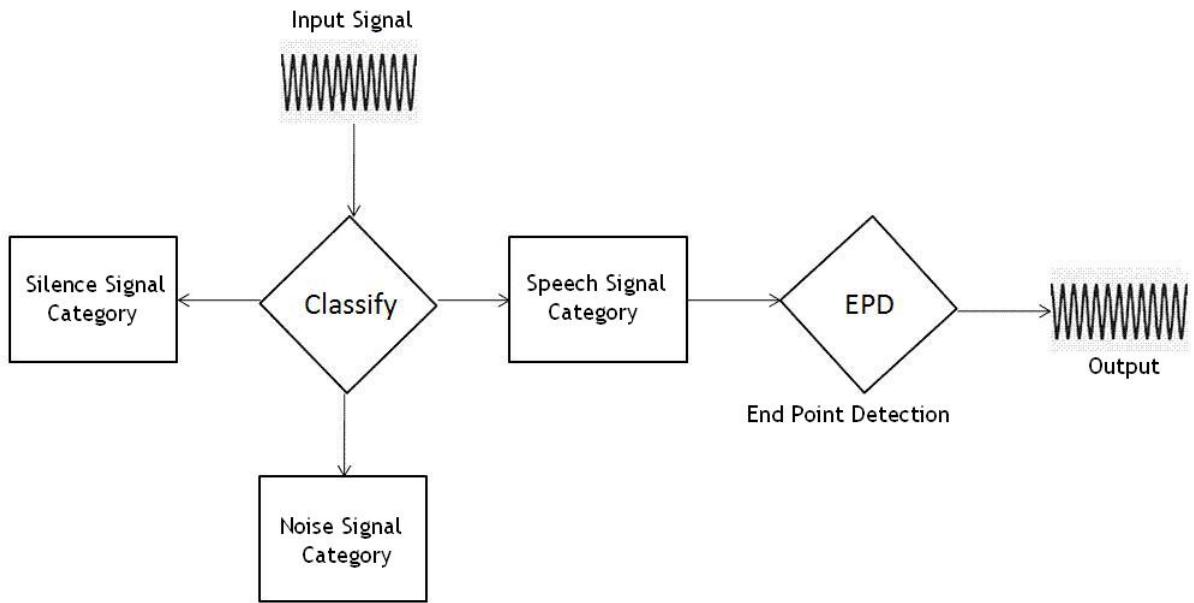 Input Signal
Silence Signal
Category
Classify
Speech Signal
Category
EPD
End Point Detection
Output
Noise Signal
Category